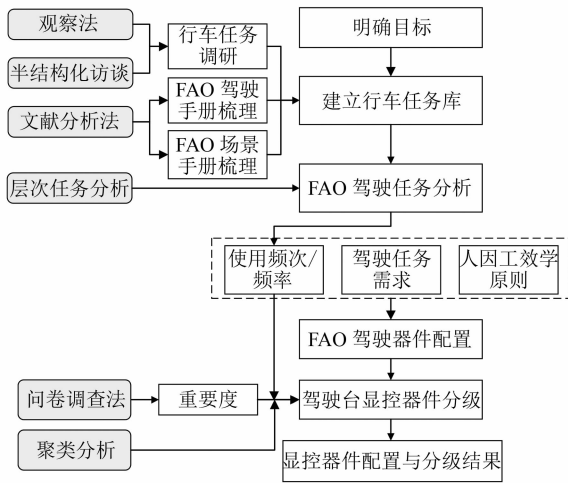 观察法
半结构化访谈
文献分析法
层次任务分析
行车任务
调研
FAO 驾驶
手册梳理
FAO 场景
手册梳理
明确目标
建立行车任务库
FAO 驾驶任务分析
使用频次/
频率
驾驶任务
需求
人因工效学
原则
FAO 驾驶器件配置
问卷调查法
重要度
驾驶台显控器件分级
聚类分析
显控器件配置与分级结果